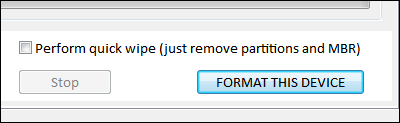 Perform quick wipe (just remove partitions and MBR)
Stop
FORMAT THIS DEVICE